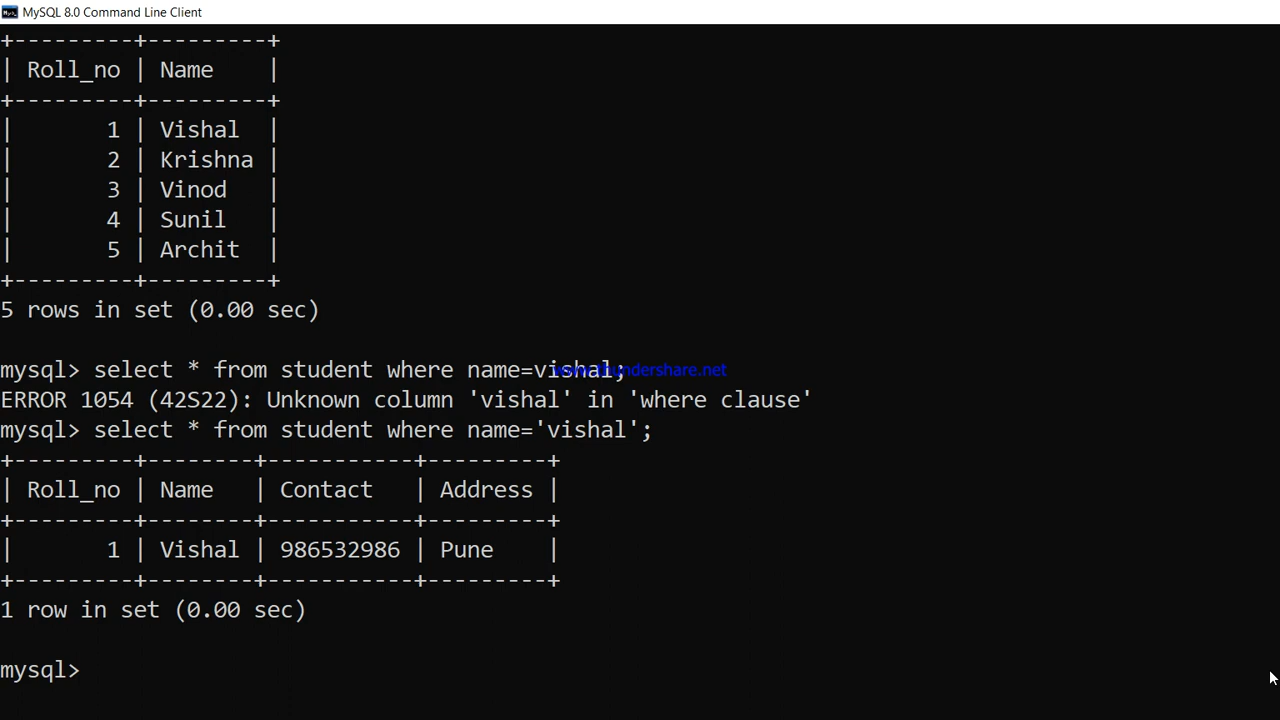 MySQL 8.0 Command Line Client
+---------+---------+
| Roll_no | Name    |
+---------+---------+
|       1 | Vishal  |
|       2 | Krishna |
|       3 | Vinod   |
|       4 | Sunil   |
|       5 | Archit  |
+---------+---------+
5 rows in set (0.00 sec)
mysql> select * from student where name=vishal;
www.thundershare.net
ERROR 1054 (42S22): Unknown column 'vishal' in 'where clause'
mysql> select * from student where name='vishal';
+---------+--------+-----------+---------+
| Roll_no | Name   | Contact   | Address |
+---------+--------+-----------+---------+
|       1 | Vishal | 986532986 | Pune    |
+---------+--------+-----------+---------+
1 row in set (0.00 sec)
mysql>